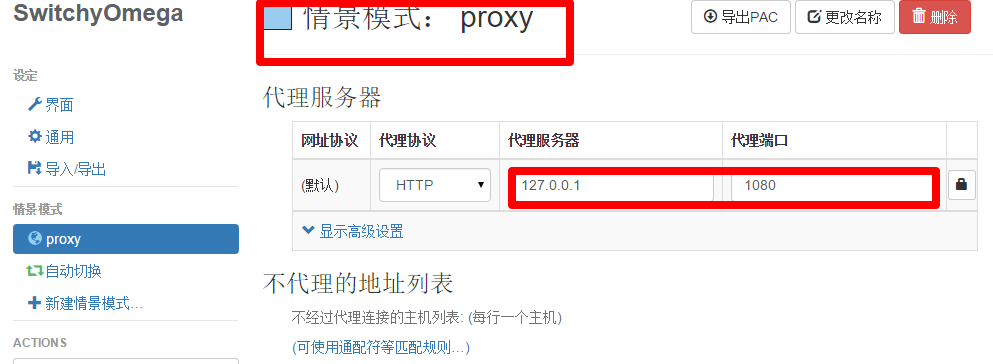 SwitchyOmega
设定
界面
通用
导入/导出
情景模式
proxy
自动切换
新建情景模式...
ACTIONS
情景模式： proxy
导出PAC 更改名称 删除
代理服务器
网址协议 代理协议 代理服务器 代理端口
(默认) HTTP 127.0.0.1 1080
显示高级设置
不代理的地址列表
不经过代理连接的主机列表: (每行一个主机)
(可使用通配符等匹配规则...)